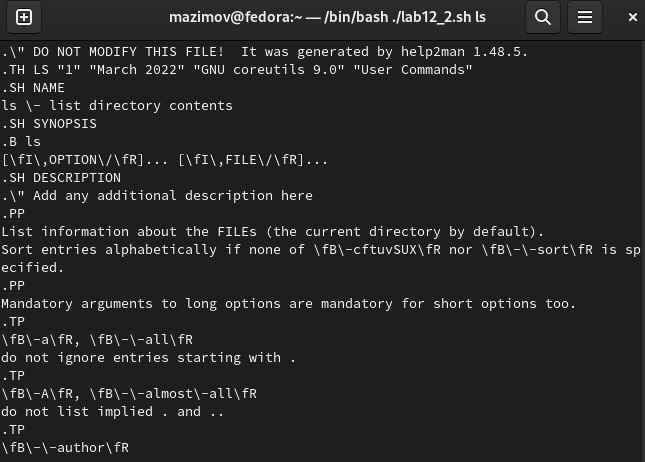 mazimov@fedora:~ — /bin/bash ./lab12_2.sh ls
.\" DO NOT MODIFY THIS FILE!  It was generated by help2man 1.48.5.
.TH LS "1" "March 2022" "GNU coreutils 9.0" "User Commands"
.SH NAME
ls \- list directory contents
.SH SYNOPSIS
.B ls
[\fI\,OPTION\/\fR]... [\fI\,FILE\/\fR]...
.SH DESCRIPTION
.\" Add any additional description here
.PP
List information about the FILEs (the current directory by default).
Sort entries alphabetically if none of \fB\-cftuvSUX\fR nor \fB\-\-sort\fR is sp
ecified.
.PP
Mandatory arguments to long options are mandatory for short options too.
.TP
\fB\-a\fR, \fB\-\-all\fR
do not ignore entries starting with .
.TP
\fB\-A\fR, \fB\-\-almost\-all\fR
do not list implied . and ..
.TP
\fB\-\-author\fR